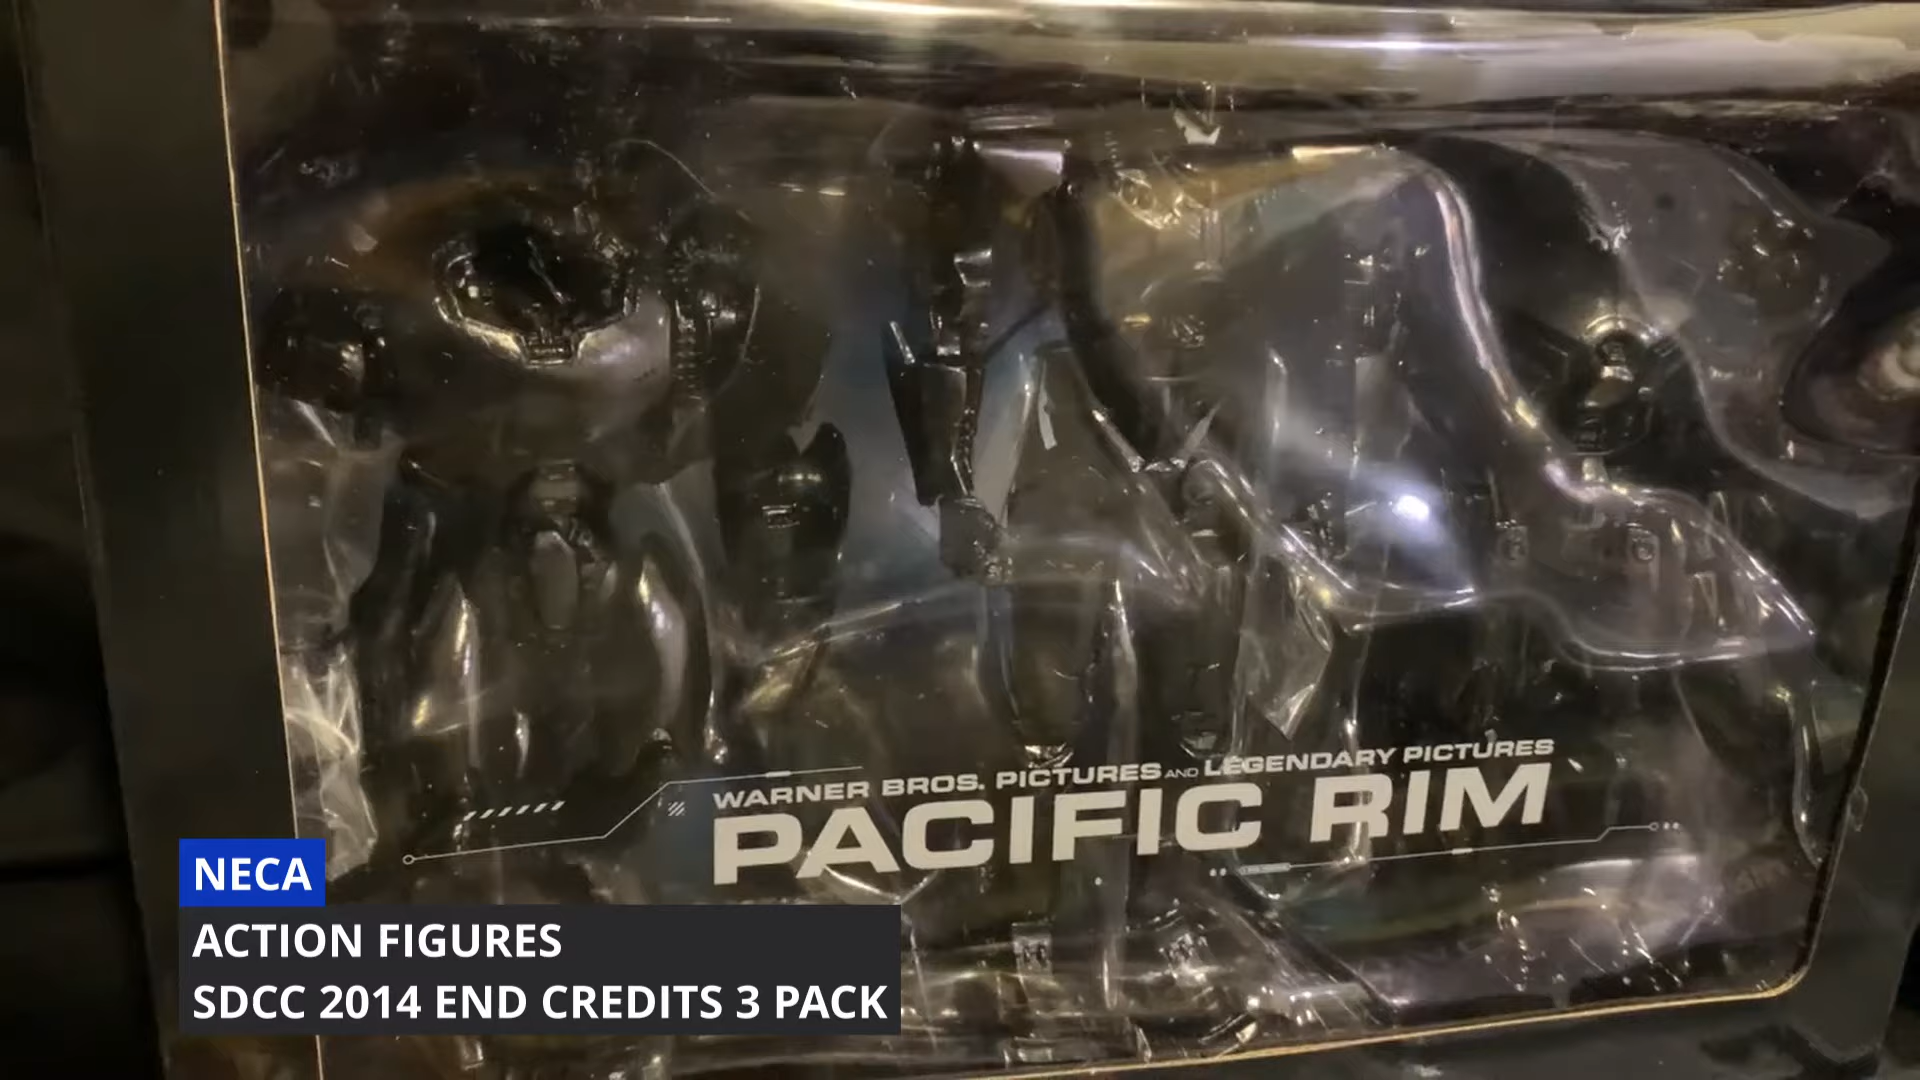 WARNER BROS. PICTURES AND LEGENDARY PICTURES
PACIFIC RIM
NECA
ACTION FIGURES
SDCC 2014 END CREDITS 3 PACK